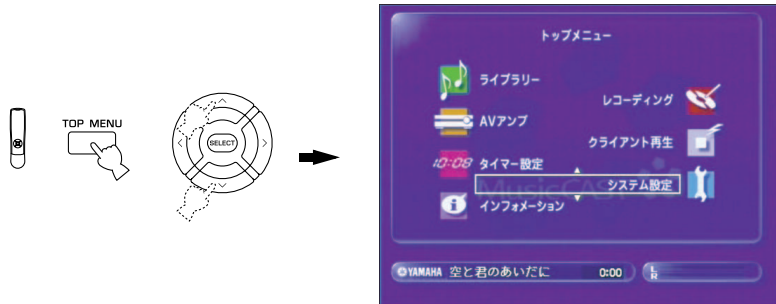 TOP MENU
SELECT
トップメニュー
ライブラリー
レコーディング
AVアンプ
クライアント再生
10:08 タイマー設定
システム設定
MusicCAST
インフォメーション
YAMAHA 空と君のあいだに 0:00 L
R